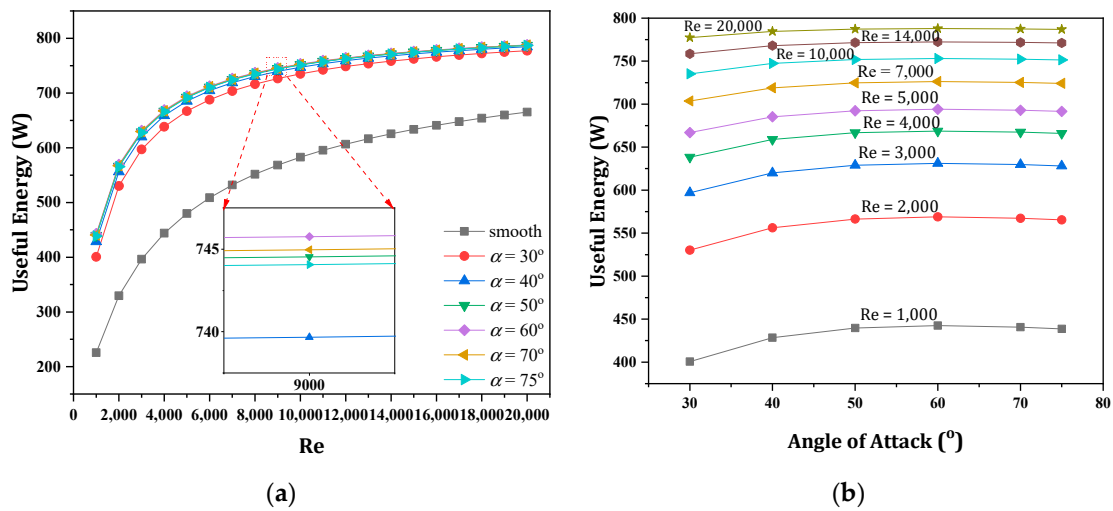 800
700
600
500
400
300
200
Useful Energy (W)
0
2,000
4,000
6,000
8,000
10,000
12,000
14,000
16,000
18,000
20,000
Re
745
740
9000
smooth
α = 30°
α = 40°
α = 50°
α = 60°
α = 70°
α = 75°
(a)
800
750
700
650
600
550
500
450
400
Useful Energy (W)
Re = 20,000
Re = 14,000
Re = 10,000
Re = 7,000
Re = 5,000
Re = 4,000
Re = 3,000
Re = 2,000
Re = 1,000
30
40
50
60
70
80
Angle of Attack (°)
(b)